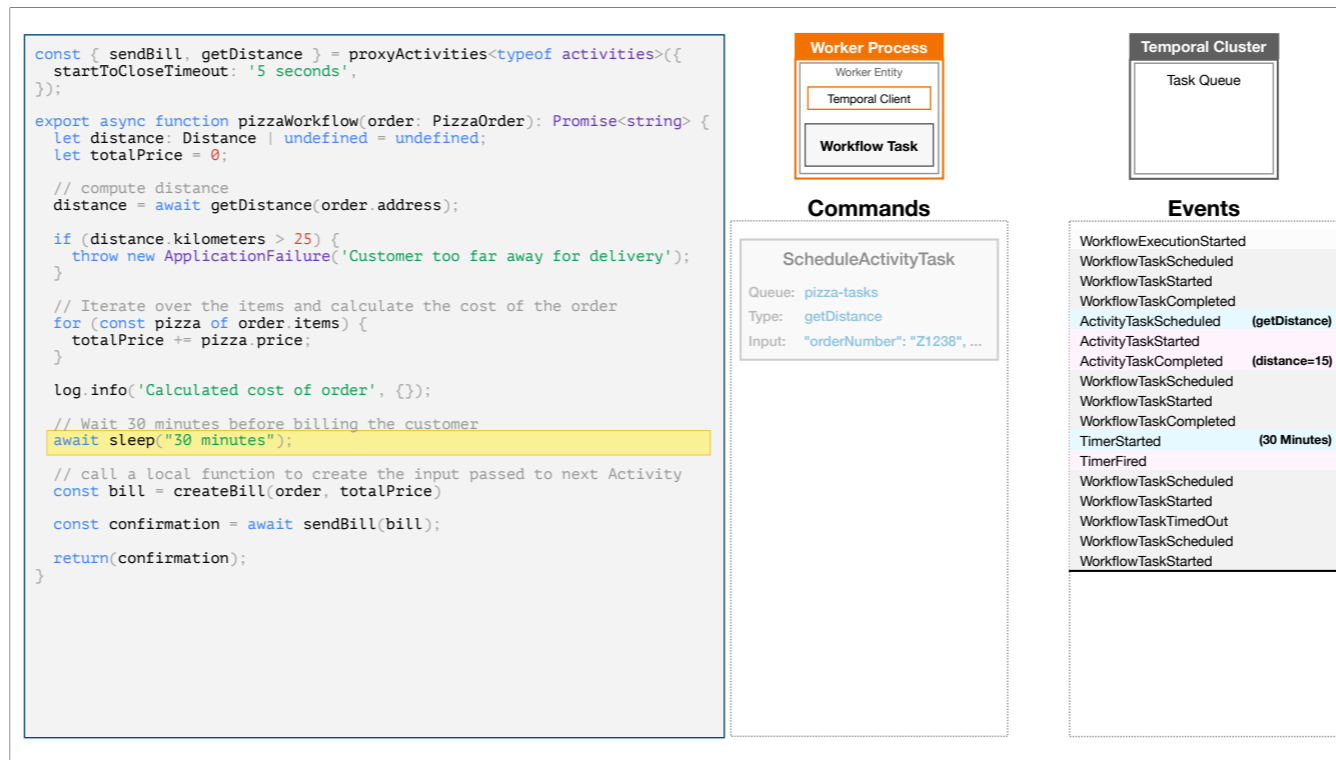 const { sendBill, getDistance } = proxyActivities<typeof activities>({
  startToCloseTimeout: '5 seconds',
});
export async function pizzaWorkflow(order: PizzaOrder): Promise<string> {
  let distance: Distance | undefined = undefined;
  let totalPrice = 0;
  // compute distance
  distance = await getDistance(order.address);
  if (distance.kilometers > 25) {
    throw new ApplicationFailure('Customer too far away for delivery');
  }
  // Iterate over the items and calculate the cost of the order
  for (const pizza of order.items) {
    totalPrice += pizza.price;
  }
  log.info('Calculated cost of order', {});
  // Wait 30 minutes before billing the customer
  await sleep("30 minutes");
  // call a local function to create the input passed to next Activity
  const bill = createBill(order, totalPrice)
  const confirmation = await sendBill(bill);
  return(confirmation);
}
Worker Process
Worker Entity
Temporal Client
Workflow Task
Commands
ScheduleActivityTask
Queue: pizza-tasks
Type: getDistance
Input: "orderNumber": "Z1238", ...
Temporal Cluster
Task Queue
Events
WorkflowExecutionStarted
WorkflowTaskScheduled
WorkflowTaskStarted
WorkflowTaskCompleted
ActivityTaskScheduled (getDistance)
ActivityTaskStarted
ActivityTaskCompleted (distance=15)
WorkflowTaskScheduled
WorkflowTaskStarted
WorkflowTaskCompleted
TimerStarted (30 Minutes)
TimerFired
WorkflowTaskScheduled
WorkflowTaskStarted
WorkflowTaskTimedOut
WorkflowTaskScheduled
WorkflowTaskStarted